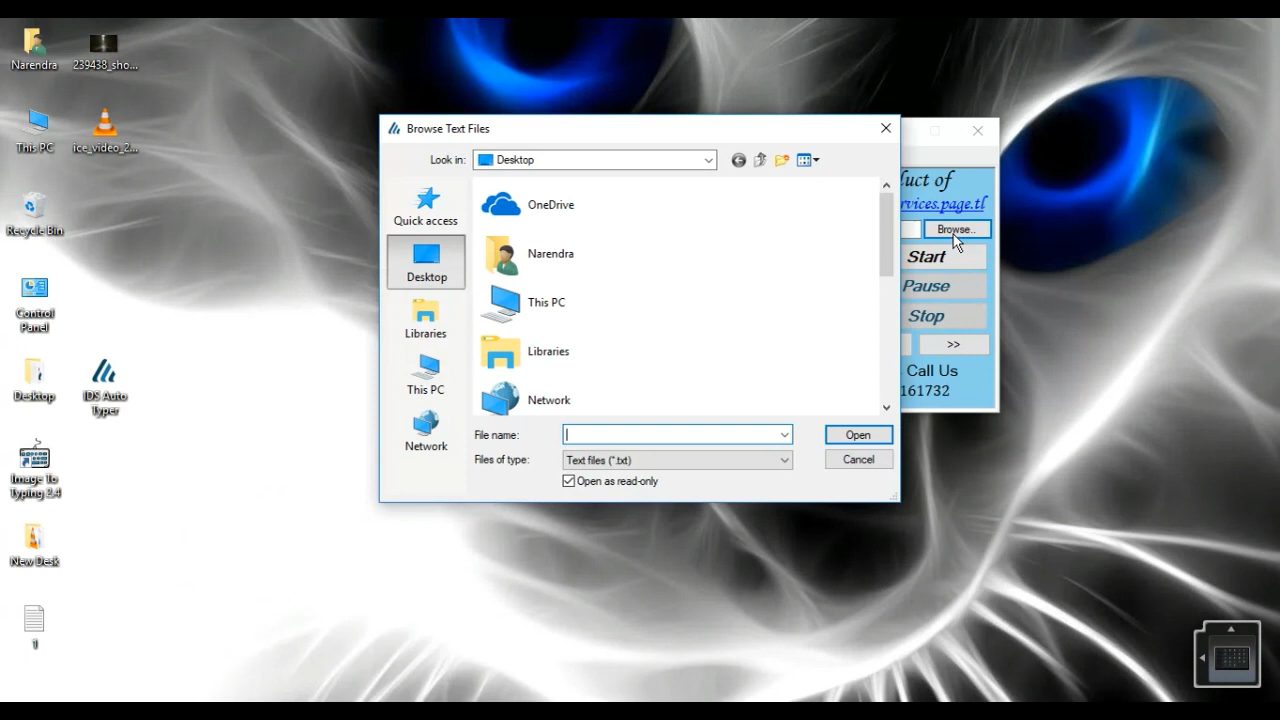 Narendra
239438_sho...
This PC
ice_video_2...
Recycle Bin
Control
Panel
Desktop
IDS Auto
Typer
Image To
Typing 2.4
New Desk
1
Browse Text Files
Look in:
Desktop
Quick access
Desktop
Libraries
This PC
Network
OneDrive
Narendra
This PC
Libraries
Network
File name:
Open
Files of type:
Text files (*.txt)
Cancel
Open as read-only
duct of
rvices.page.tl
Browse..
Start
Pause
Stop
>>
Call Us
161732